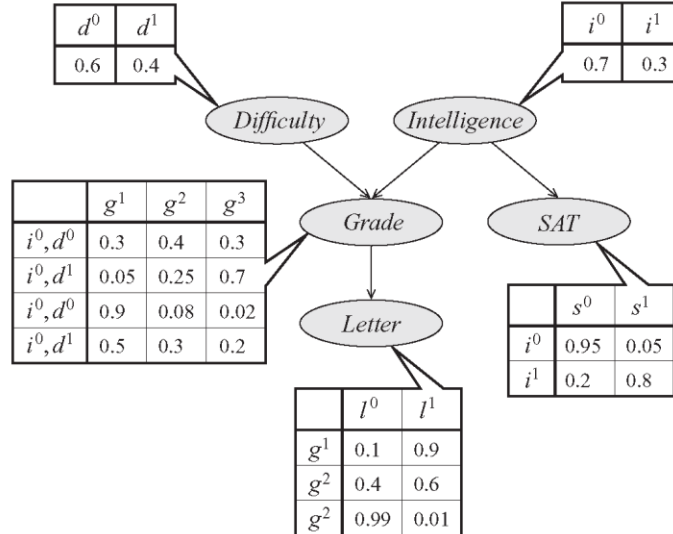 d⁰ d¹
0.6 0.4
i⁰ i¹
0.7 0.3
Difficulty
Intelligence
g¹ g² g³
i⁰, d⁰ 0.3 0.4 0.3
i⁰, d¹ 0.05 0.25 0.7
i⁰, d⁰ 0.9 0.08 0.02
i⁰, d¹ 0.5 0.3 0.2
Grade
SAT
s⁰ s¹
i⁰ 0.95 0.05
i¹ 0.2 0.8
Letter
l⁰ l¹
g¹ 0.1 0.9
g² 0.4 0.6
g² 0.99 0.01